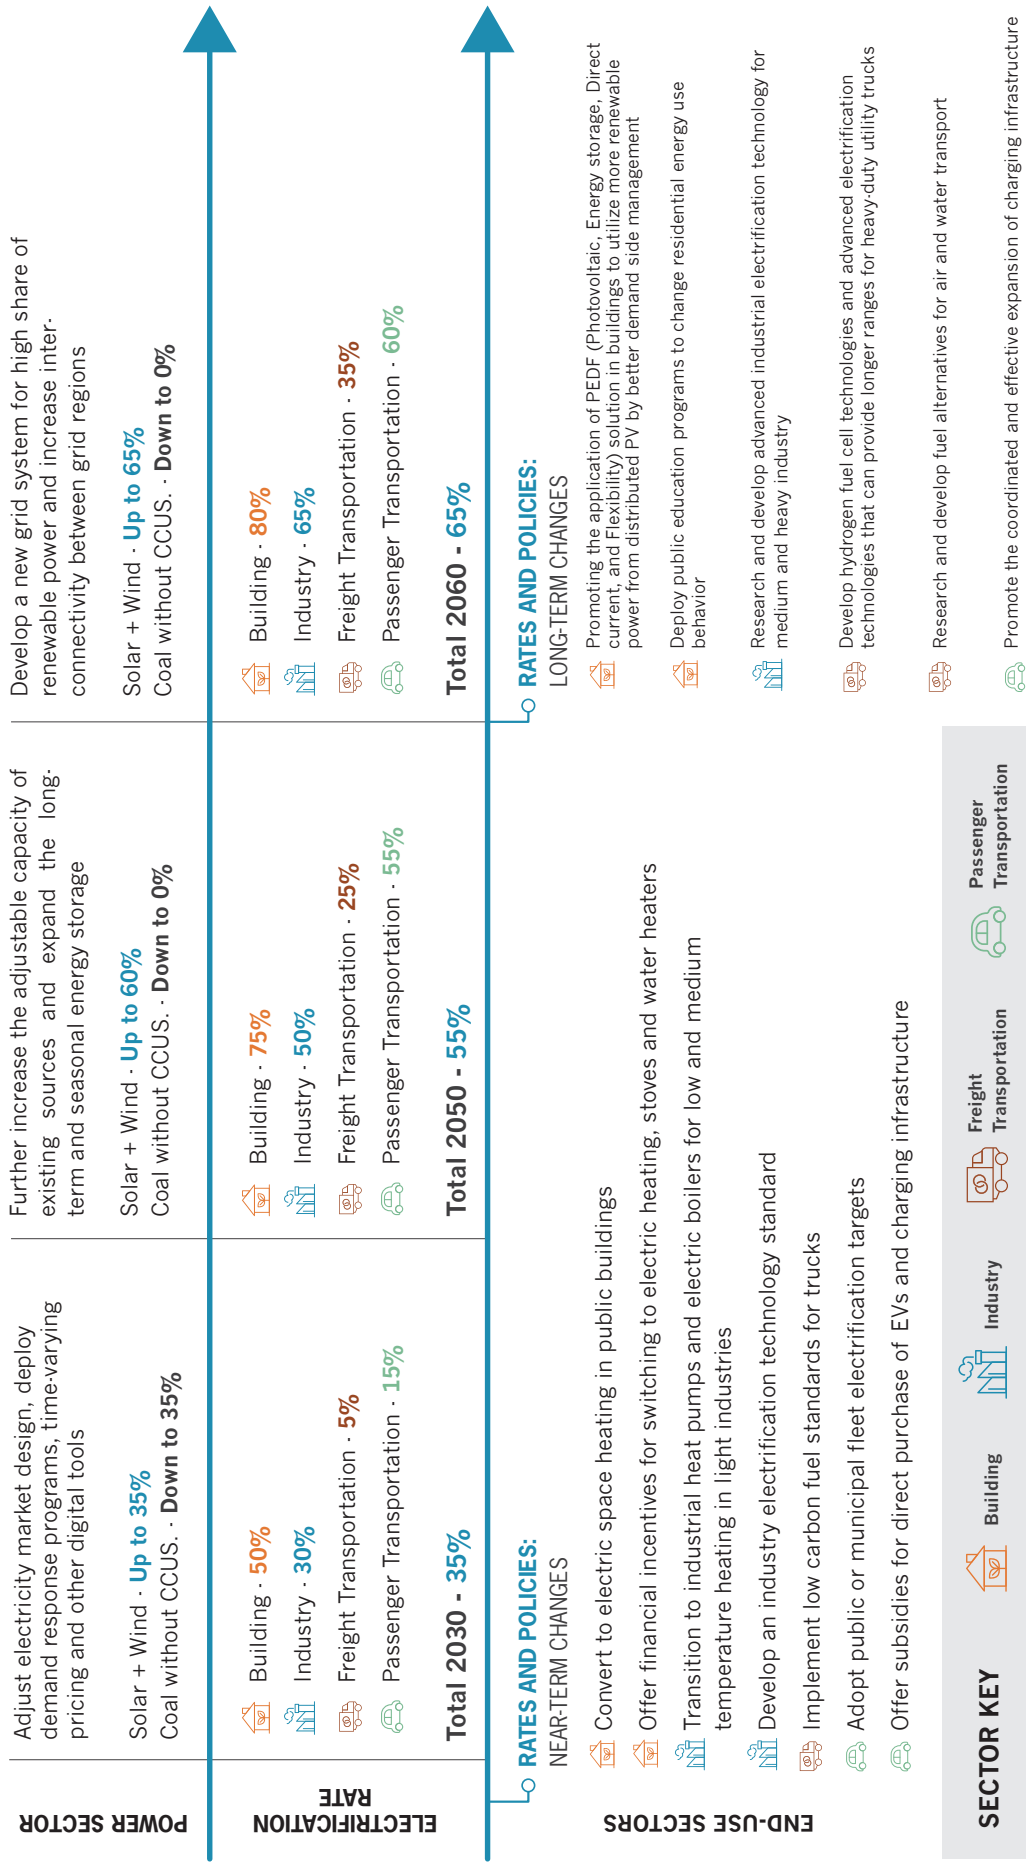 POWER SECTOR
Adjust electricity market design, deploy
demand response programs, time-varying
pricing and other digital tools
Solar + Wind · Up to 35%
Coal without CCUS. · Down to 35%
Further increase the adjustable capacity of
existing sources and expand the long-
term and seasonal energy storage
Solar + Wind · Up to 60%
Coal without CCUS. · Down to 0%
Develop a new grid system for high share of
renewable power and increase inter-
connectivity between grid regions
Solar + Wind · Up to 65%
Coal without CCUS. · Down to 0%
ELECTRIFICATION
RATE
Building · 50%
Industry · 30%
Freight Transportation · 5%
Passenger Transportation · 15%
Total 2030 - 35%
Building · 75%
Industry · 50%
Freight Transportation · 25%
Passenger Transportation · 55%
Total 2050 - 55%
Building · 80%
Industry · 65%
Freight Transportation · 35%
Passenger Transportation · 60%
Total 2060 - 65%
END-USE SECTORS
RATES AND POLICIES:
NEAR-TERM CHANGES
Convert to electric space heating in public buildings
Offer financial incentives for switching to electric heating, stoves and water heaters
Transition to industrial heat pumps and electric boilers for low and medium
temperature heating in light industries
Develop an industry electrification technology standard
Implement low carbon fuel standards for trucks
Adopt public or municipal fleet electrification targets
Offer subsidies for direct purchase of EVs and charging infrastructure
RATES AND POLICIES:
LONG-TERM CHANGES
Promoting the application of PEDF (Photovoltaic, Energy storage, Direct
current, and Flexibility) solution in buildings to utilize more renewable
power from distributed PV by better demand side management
Deploy public education programs to change residential energy use
behavior
Research and develop advanced industrial electrification technology for
medium and heavy industry
Develop hydrogen fuel cell technologies and advanced electrification
technologies that can provide longer ranges for heavy-duty utility trucks
Research and develop fuel alternatives for air and water transport
Promote the coordinated and effective expansion of charging infrastructure
SECTOR KEY
Building
Industry
Freight
Transportation
Passenger
Transportation